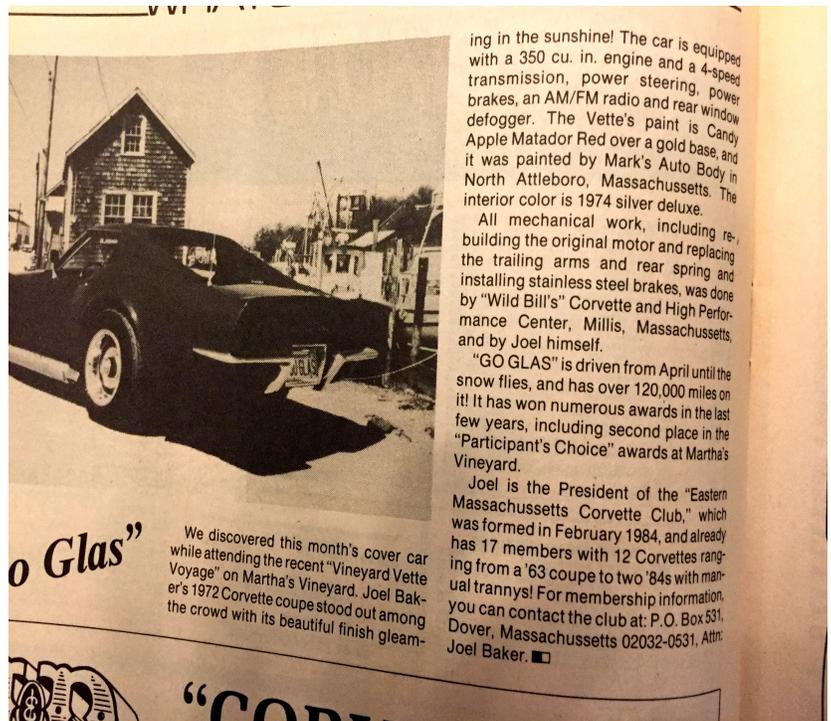 o Glas”
We discovered this month's cover car
while attending the recent “Vineyard Vette
Voyage” on Martha's Vineyard. Joel Bak-
er's 1972 Corvette coupe stood out among
the crowd with its beautiful finish gleam-
ing in the sunshine! The car is equipped
with a 350 cu. in. engine and a 4-speed
transmission, power steering, power
brakes, an AM/FM radio and rear window
defogger. The Vette's paint is Candy
Apple Matador Red over a gold base, and
it was painted by Mark's Auto Body in
North Attleboro, Massachussetts. The
interior color is 1974 silver deluxe.
All mechanical work, including re-
building the original motor and replacing
the trailing arms and rear spring and
installing stainless steel brakes, was done
by “Wild Bill's” Corvette and High Perfor-
mance Center, Millis, Massachussetts,
and by Joel himself.
“GO GLAS” is driven from April until the
snow flies, and has over 120,000 miles on
it! It has won numerous awards in the last
few years, including second place in the
“Participant's Choice” awards at Martha's
Vineyard.
Joel is the President of the “Eastern
Massachussetts Corvette Club,” which
was formed in February 1984, and already
has 17 members with 12 Corvettes rang-
ing from a '63 coupe to two '84s with man-
ual trannys! For membership information,
you can contact the club at: P.O. Box 531,
Dover, Massachussetts 02032-0531, Attn:
Joel Baker.